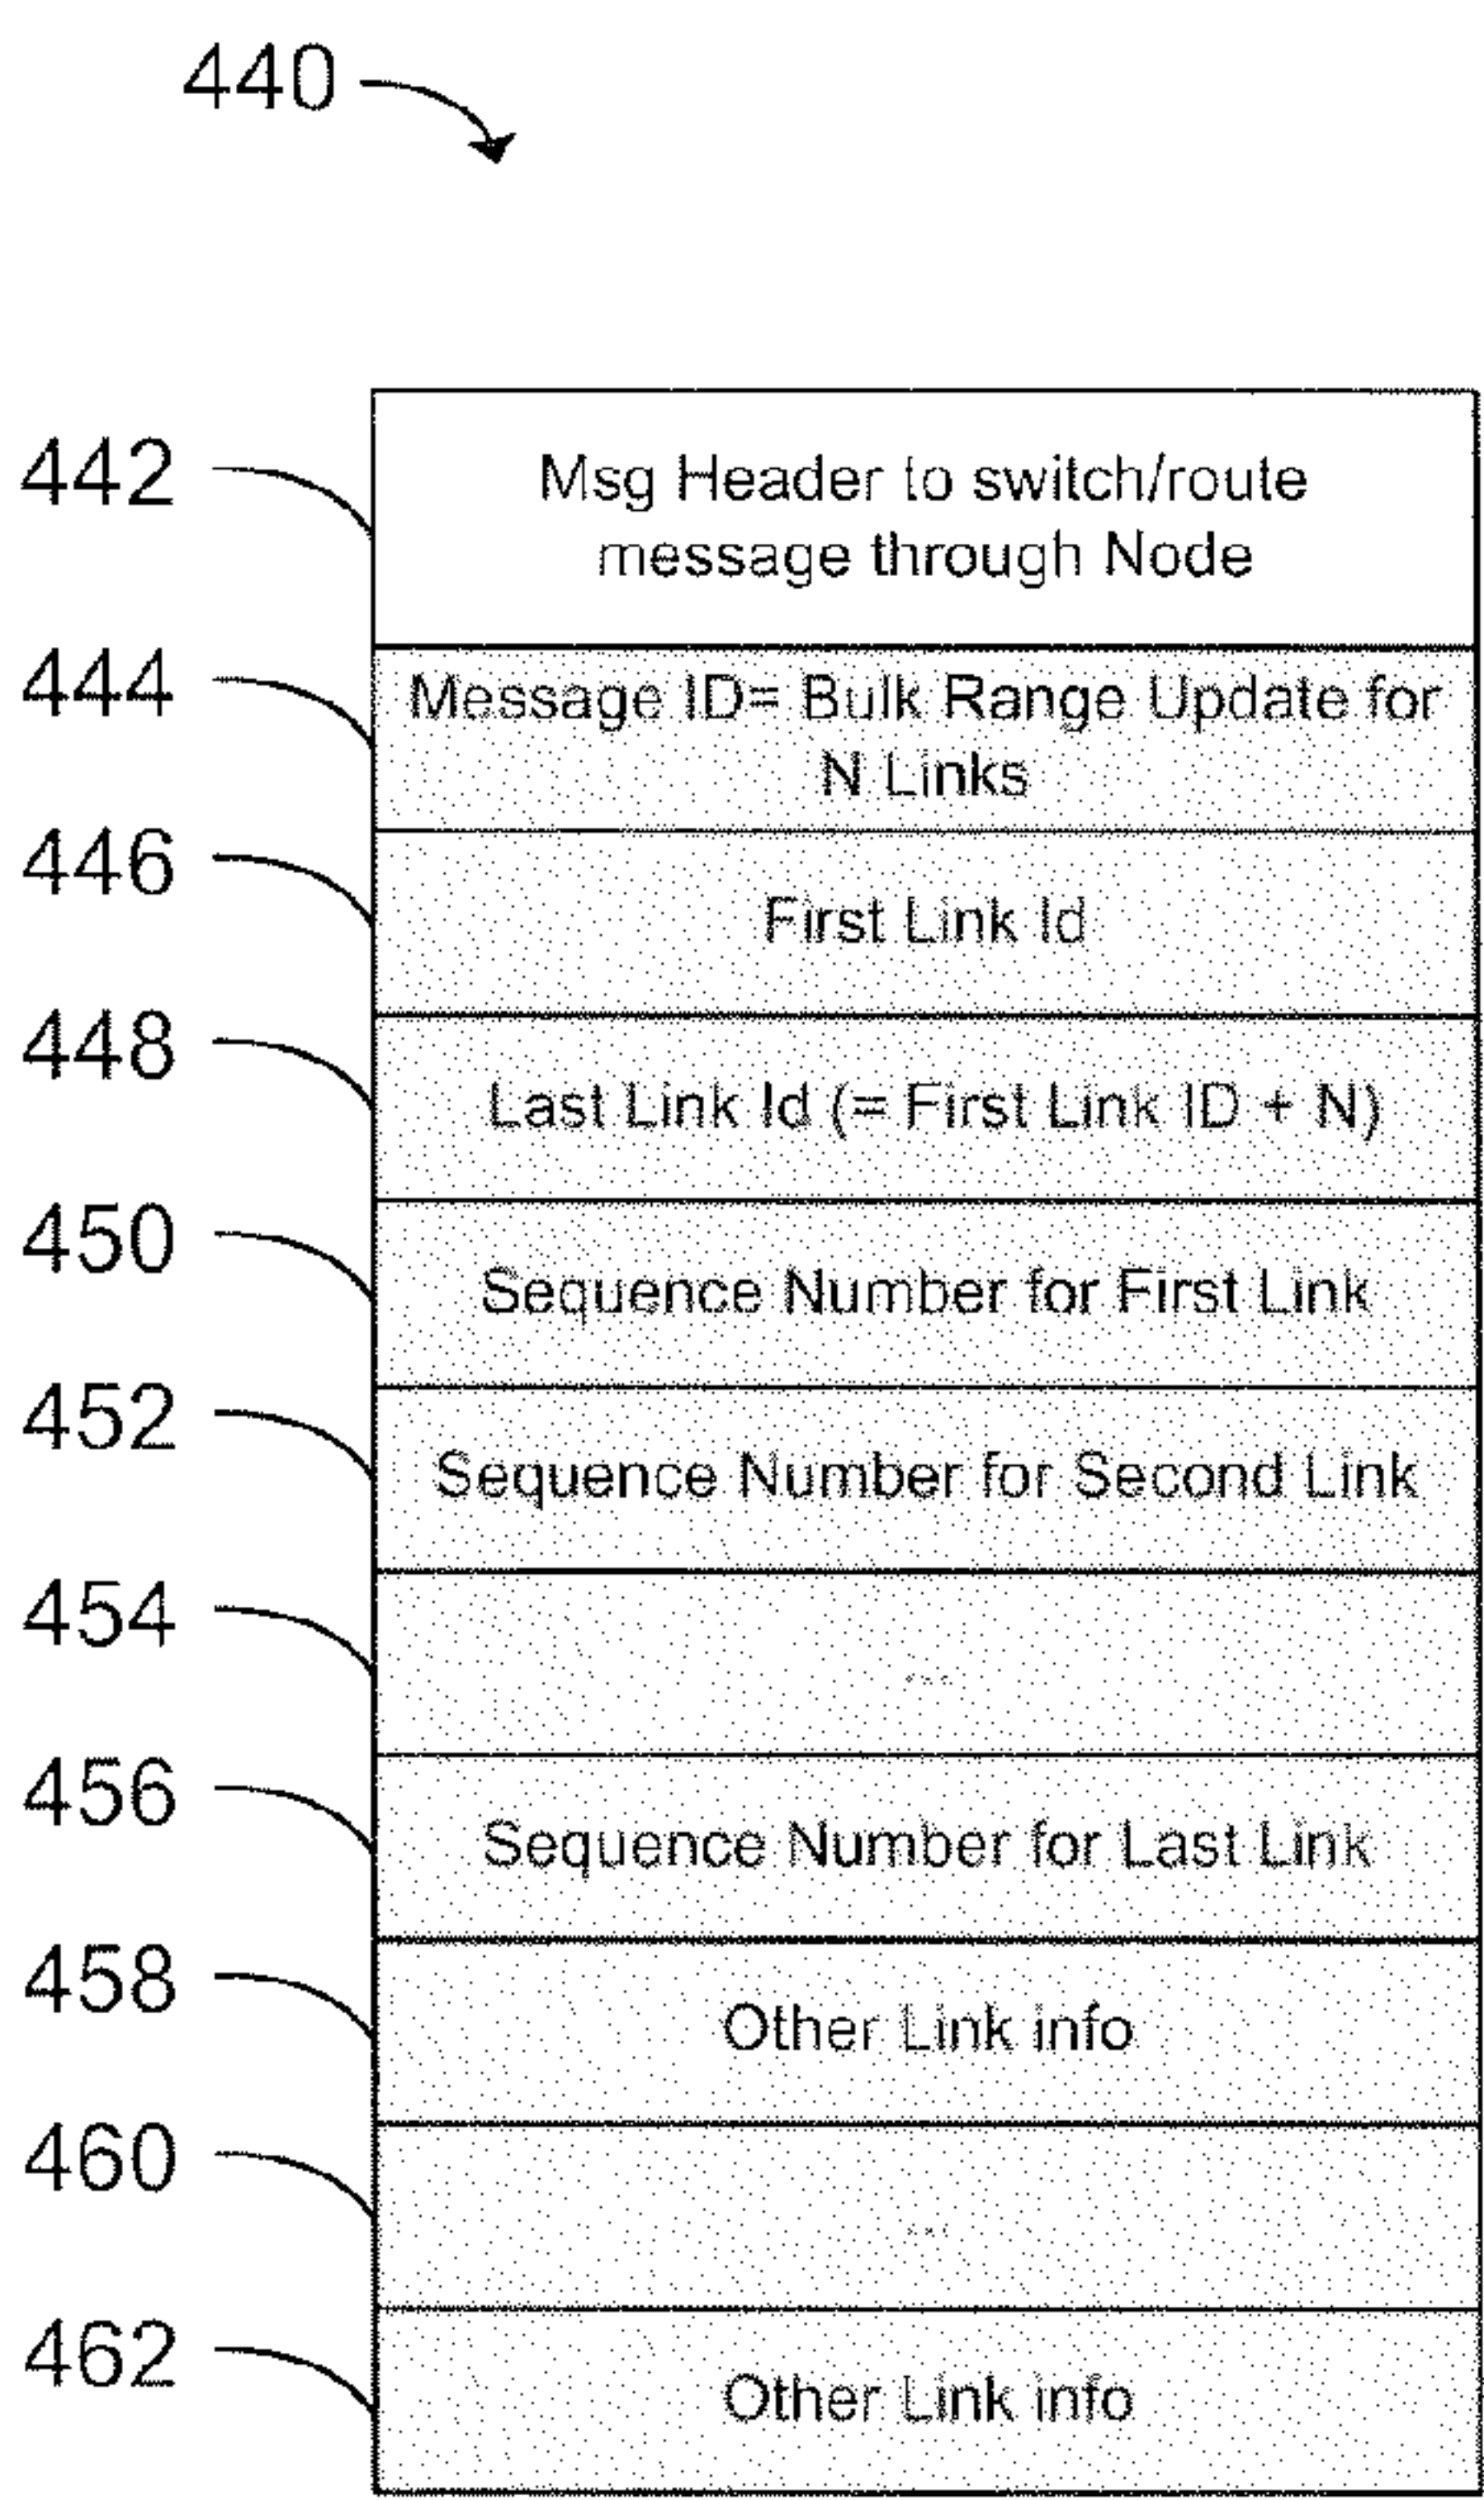 440
442
Msg Header to switch/route
message through Node
444
Message ID= Bulk Range Update for
N Links
446
First Link Id
448
Last Link Id (= First Link ID + N)
450
Sequence Number for First Link
452
Sequence Number for Second Link
454
...
456
Sequence Number for Last Link
458
Other Link info
460
...
462
Other Link info